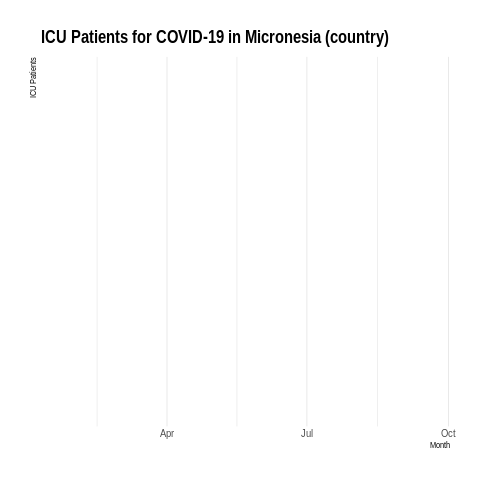 ICU Patients for COVID-19 in Micronesia (country)
ICU Patients
Apr Jul Oct
Month